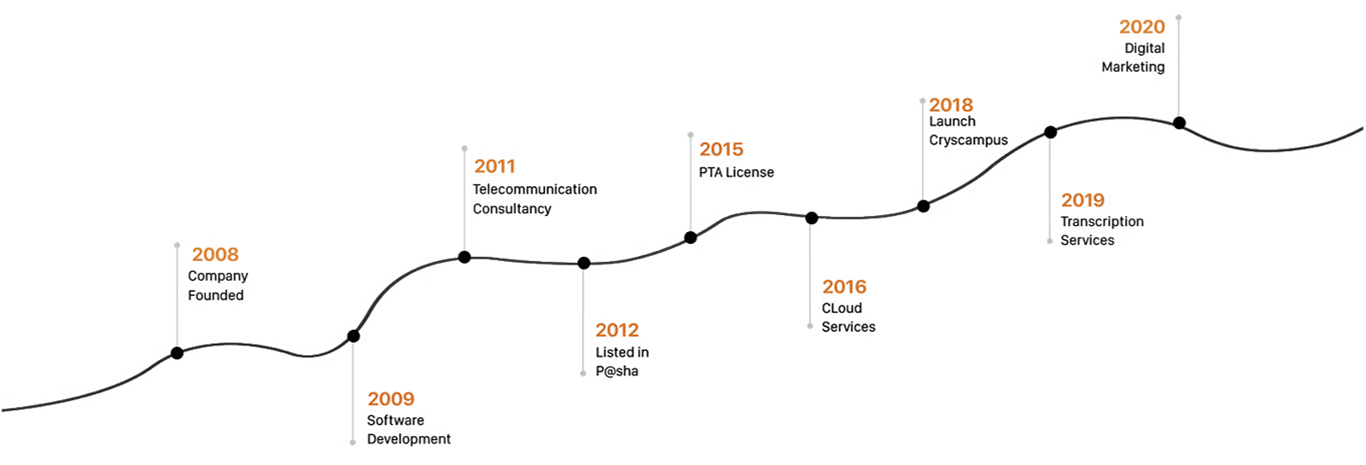 2008
Company
Founded
2009
Software
Development
2011
Telecommunication
Consultancy
2012
Listed in
P@sha
2015
PTA License
2016
CLoud
Services
2018
Launch
Cryscampus
2019
Transcription
Services
2020
Digital
Marketing